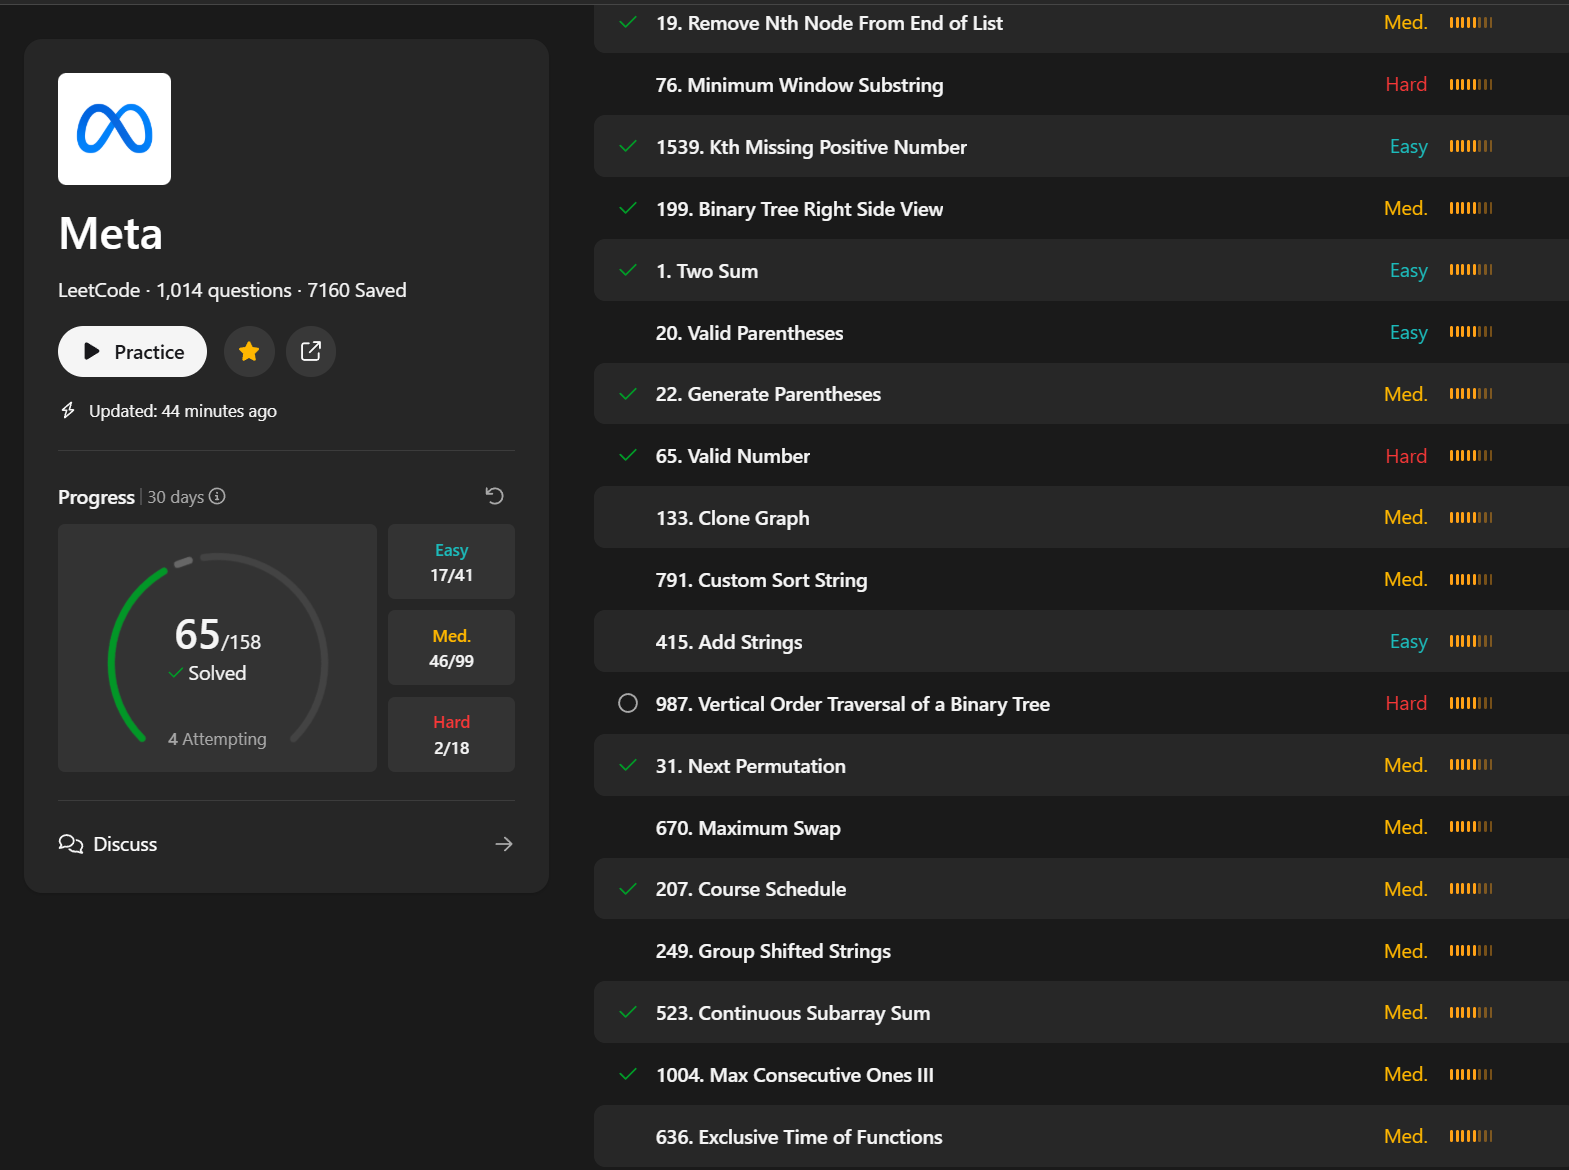 Meta
LeetCode · 1,014 questions · 7160 Saved
Practice
Updated: 44 minutes ago
Progress | 30 days
65/158
Solved
4 Attempting
Easy
17/41
Med.
46/99
Hard
2/18
Discuss
19. Remove Nth Node From End of List Med.
76. Minimum Window Substring Hard
1539. Kth Missing Positive Number Easy
199. Binary Tree Right Side View Med.
1. Two Sum Easy
20. Valid Parentheses Easy
22. Generate Parentheses Med.
65. Valid Number Hard
133. Clone Graph Med.
791. Custom Sort String Med.
415. Add Strings Easy
987. Vertical Order Traversal of a Binary Tree Hard
31. Next Permutation Med.
670. Maximum Swap Med.
207. Course Schedule Med.
249. Group Shifted Strings Med.
523. Continuous Subarray Sum Med.
1004. Max Consecutive Ones III Med.
636. Exclusive Time of Functions Med.